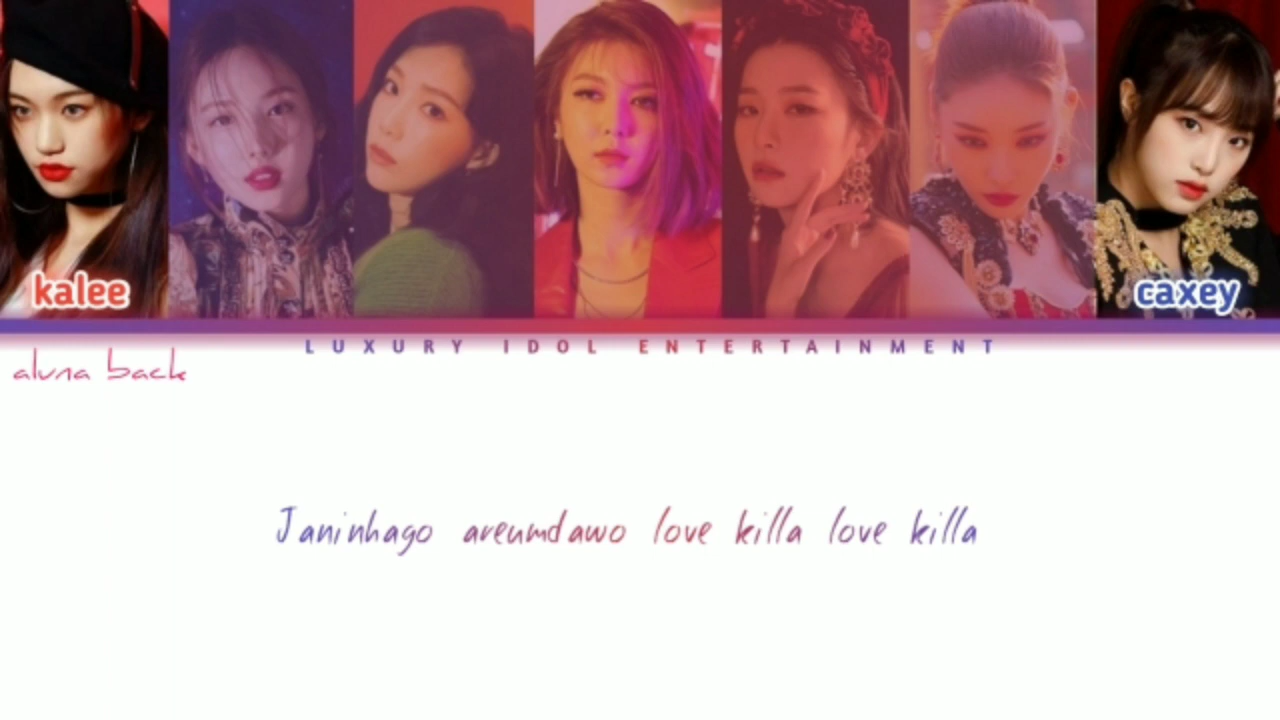 kalee
caxey
LUXURY IDOL ENTERTAINMENT
aluna back
Janinhago areumdawo love killa love killa